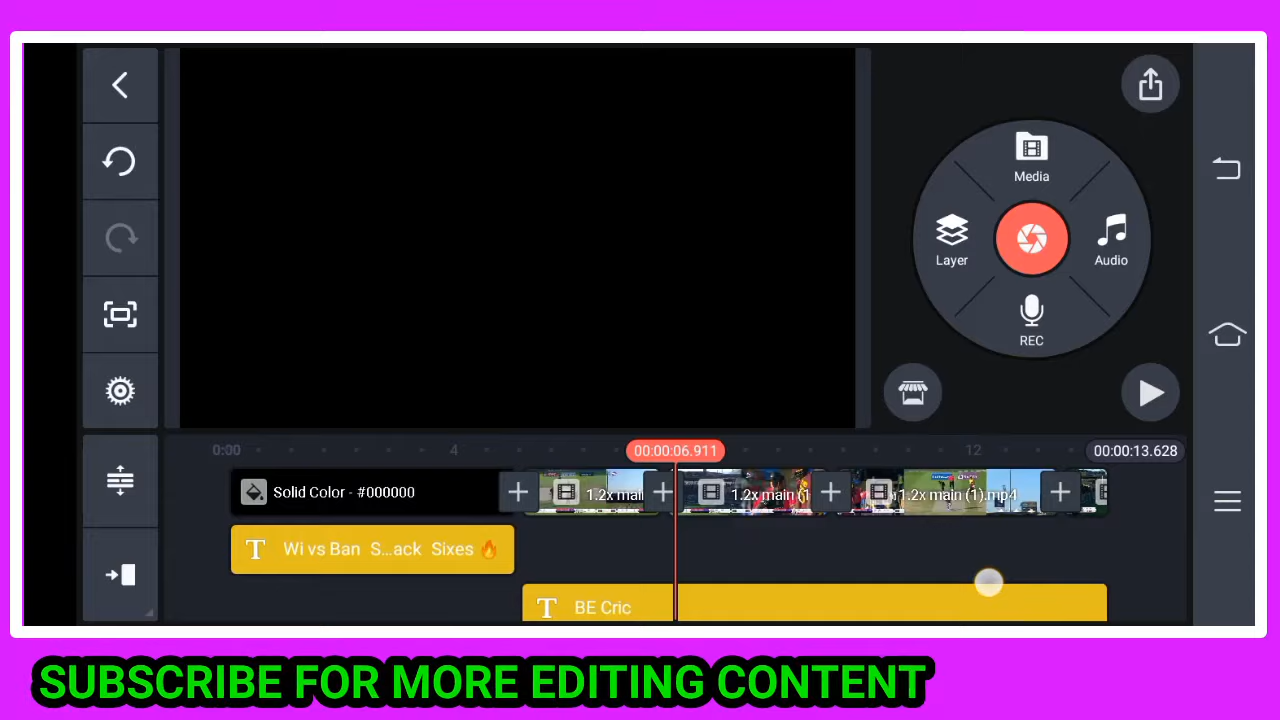 Media
Layer
Audio
REC
0:00
4
00:00:06.911
12
00:00:13.628
Solid Color - #000000
1.2x mai
1.2x main (1
1.2x main (1).mp4
Wi vs Ban S...ack Sixes 🔥
BE Cric
SUBSCRIBE FOR MORE EDITING CONTENT